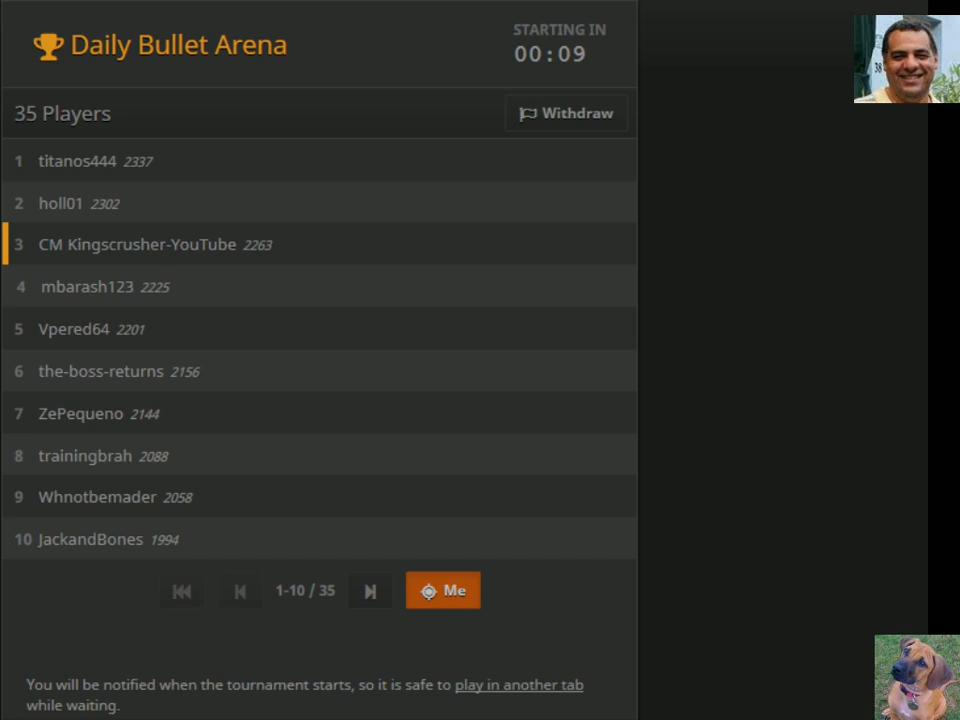 Daily Bullet Arena
STARTING IN
00:09
35 Players
Withdraw
1 titanos444 2337
2 holl01 2302
3 CM Kingscrusher-YouTube 2263
4 mbarash123 2225
5 Vpered64 2201
6 the-boss-returns 2156
7 ZePequeno 2144
8 trainingbrah 2088
9 Whnotbemader 2058
10 JackandBones 1994
1-10 / 35
Me
You will be notified when the tournament starts, so it is safe to play in another tab
while waiting.
38